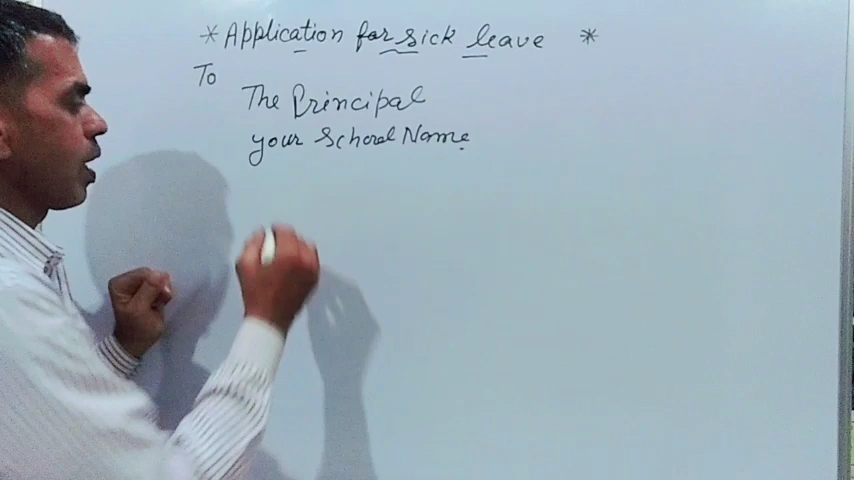 * Application for sick leave *
To
The Principal
your School Name